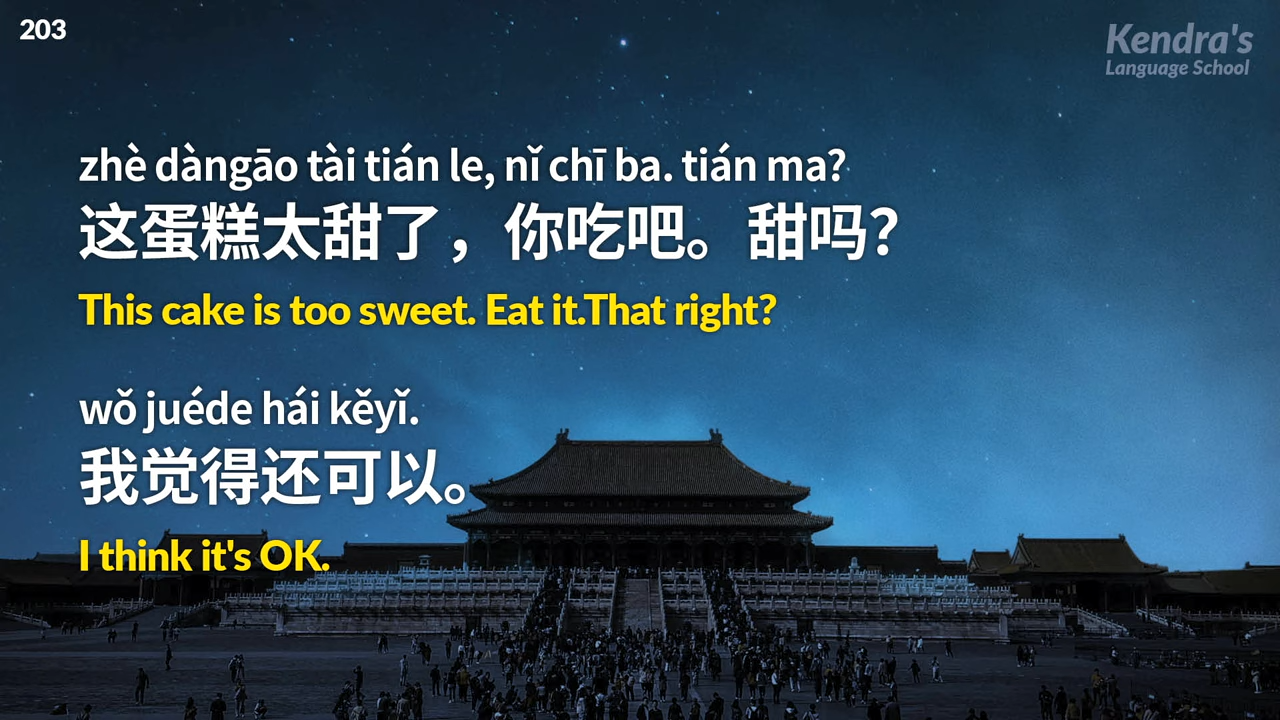 203
Kendra's
Language School
zhè dàngāo tài tián le, nǐ chī ba. tián ma?
这蛋糕太甜了，你吃吧。甜吗？
This cake is too sweet. Eat it.That right?
wǒ juéde hái kěyǐ.
我觉得还可以。
I think it's OK.